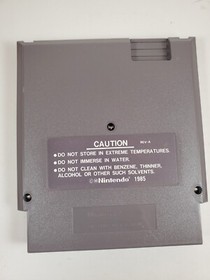 CAUTION
REV-A
● DO NOT STORE IN EXTREME TEMPERATURES.
● DO NOT IMMERSE IN WATER.
● DO NOT CLEAN WITH BENZENE, THINNER,
ALCOHOL OR OTHER SUCH SOLVENTS.
©®Nintendo® 1985